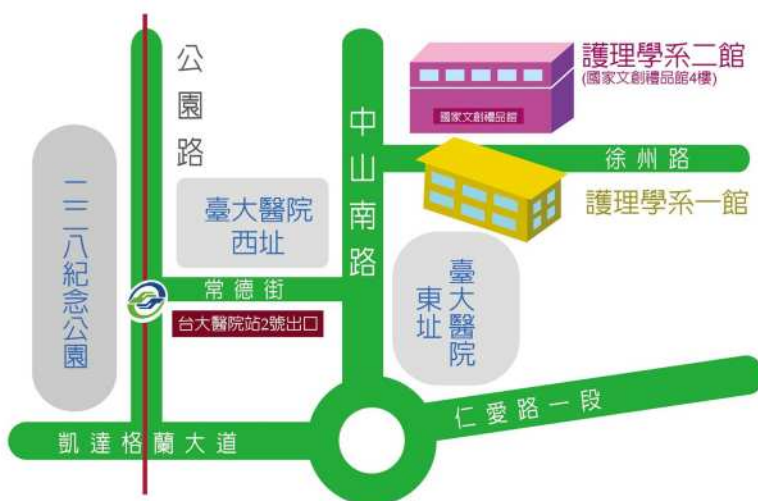 公園路
中山南路
護理學系二館
(國家文創禮品館4樓)
國家文創禮品館
徐州路
護理學系一館
二二八紀念公園
臺大醫院
西址
常德街
台大醫院站2號出口
臺大醫院
東址
仁愛路一段
凱達格蘭大道